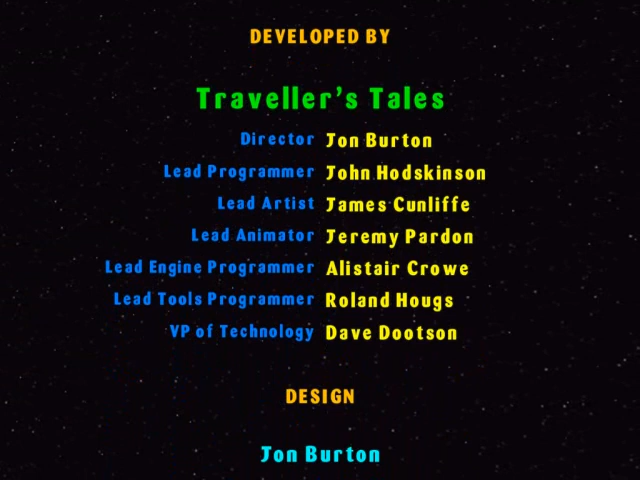 DEVELOPED BY
Traveller's Tales
Director Jon Burton
Lead Programmer John Hodskinson
Lead Artist James Cunliffe
Lead Animator Jeremy Pardon
Lead Engine Programmer Alistair Crowe
Lead Tools Programmer Roland Hougs
VP of Technology Dave Dootson
DESIGN
Jon Burton